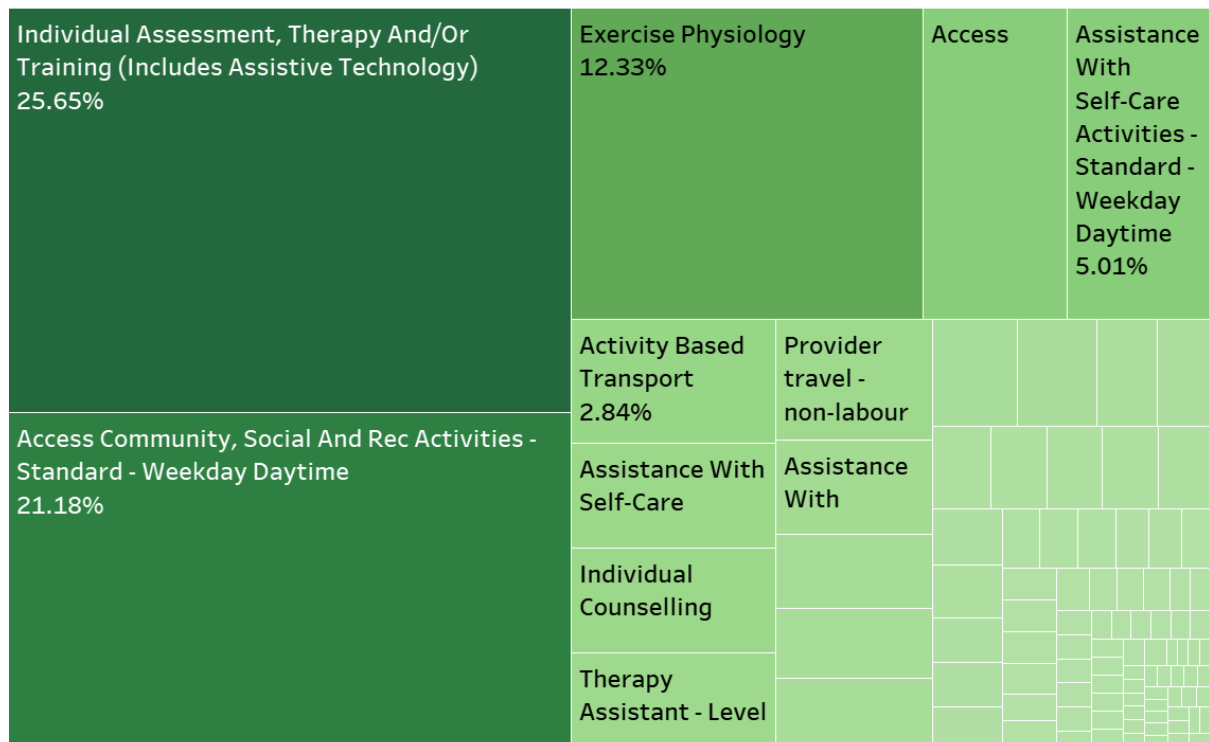 Individual Assessment, Therapy And/Or
Training (Includes Assistive Technology)
25.65%
Access Community, Social And Rec Activities -
Standard - Weekday Daytime
21.18%
Exercise Physiology
12.33%
Access
Assistance
With
Self-Care
Activities -
Standard -
Weekday
Daytime
5.01%
Activity Based
Transport
2.84%
Assistance With
Self-Care
Individual
Counselling
Therapy
Assistant - Level
Provider
travel -
non-labour
Assistance
With